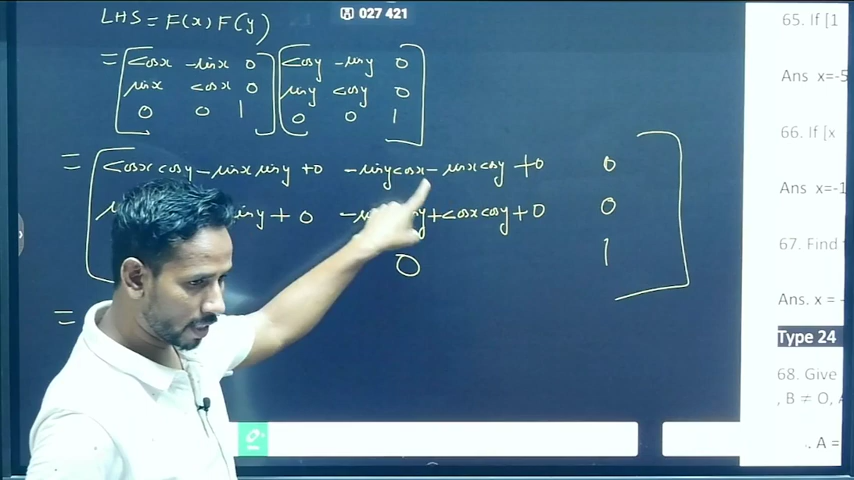 027 421
LHS = F(x) F(y)
= [cosx -sinx 0] [cosy -siny 0]
[sinx cosx 0] [siny cosy 0]
[0 0 1] [0 0 1]
= [cosx cosy - sinx siny + 0 -siny cosx - sinx cosy + 0 0]
siny + 0 + cosx cosy + 0 0
0 1
=
65. If [1
Ans x=-5
66. If [x
Ans x=-1
67. Find
Ans. x = -
Type 24
68. Give
, B ≠ O, A
. A =